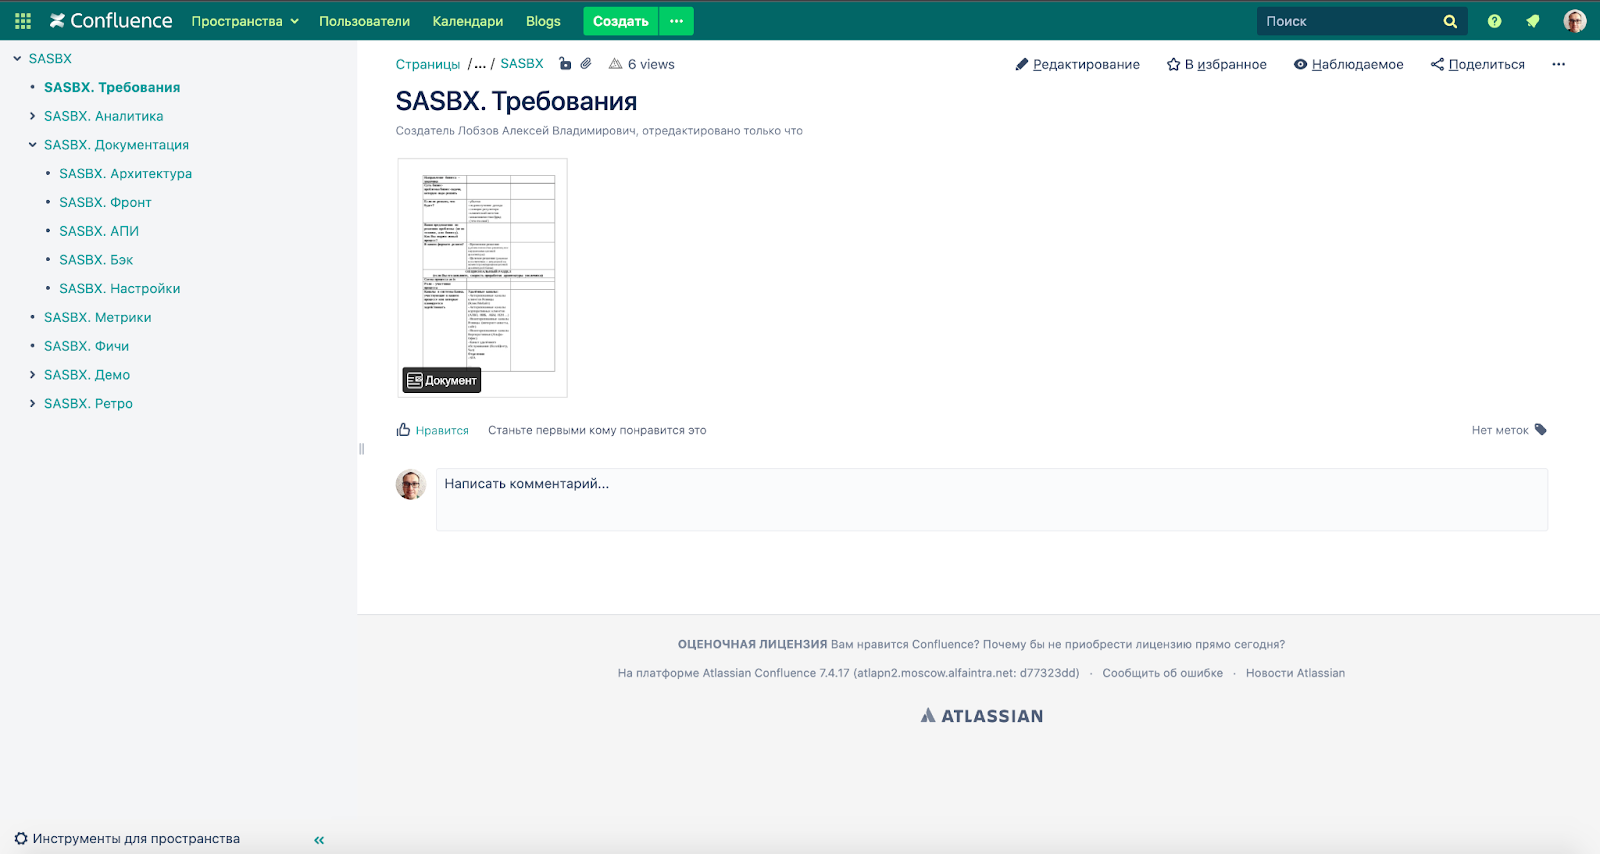 Confluence Пространства Пользователи Календари Blogs Создать ··· Поиск
SASBX
SASBX. Требования
SASBX. Аналитика
SASBX. Документация
SASBX. Архитектура
SASBX. Фронт
SASBX. АПИ
SASBX. Бэк
SASBX. Настройки
SASBX. Метрики
SASBX. Фичи
SASBX. Демо
SASBX. Ретро
Инструменты для пространства
Страницы /... / SASBX 6 views Редактирование В избранное Наблюдаемое Поделиться ···
SASBX. Требования
Создатель Лобзов Алексей Владимирович, отредактировано только что
Документ
Нравится Станьте первыми кому понравится это Нет меток
Написать комментарий...
ОЦЕНОЧНАЯ ЛИЦЕНЗИЯ Вам нравится Confluence? Почему бы не приобрести лицензию прямо сегодня?
На платформе Atlassian Confluence 7.4.17 (atlapn2.moscow.alfaintra.net: d77323dd) · Сообщить об ошибке · Новости Atlassian
ATLASSIAN